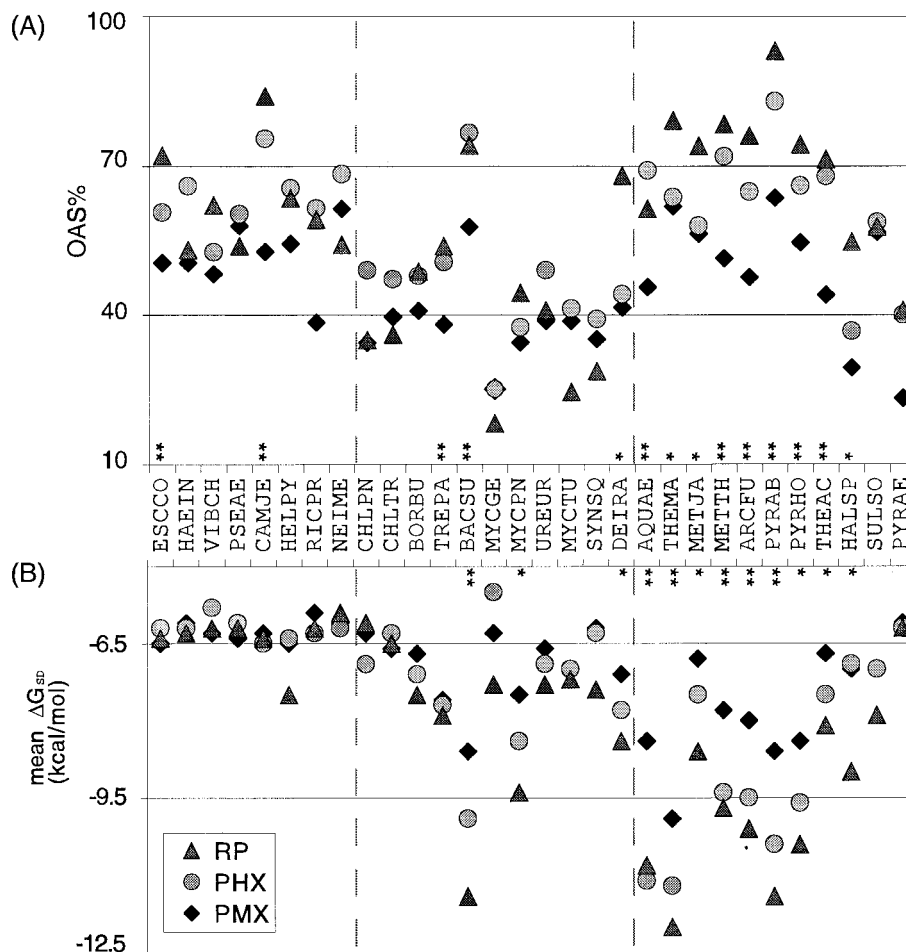 (A)
100
70
OAS%
40
10
** ** ** ** * ** * * ** ** ** ** ** *
ESCCO
HAEIN
VIBCH
PSEAE
CAMJE
HELPY
RICPR
NEIME
CHLPN
CHLTR
BORBU
TREPA
BACSU
MYCGE
MYCPN
UREUR
MYCTU
SYNSQ
DEIRA
AQUAE
THEMA
METJA
METTH
ARCFU
PYRAB
PYRHO
THEAC
HALSP
SULSO
PYRAE
(B)
** * * ** ** * ** ** ** * * *
-6.5
mean ΔG_SD
(kcal/mol)
-9.5
-12.5
RP
PHX
PMX